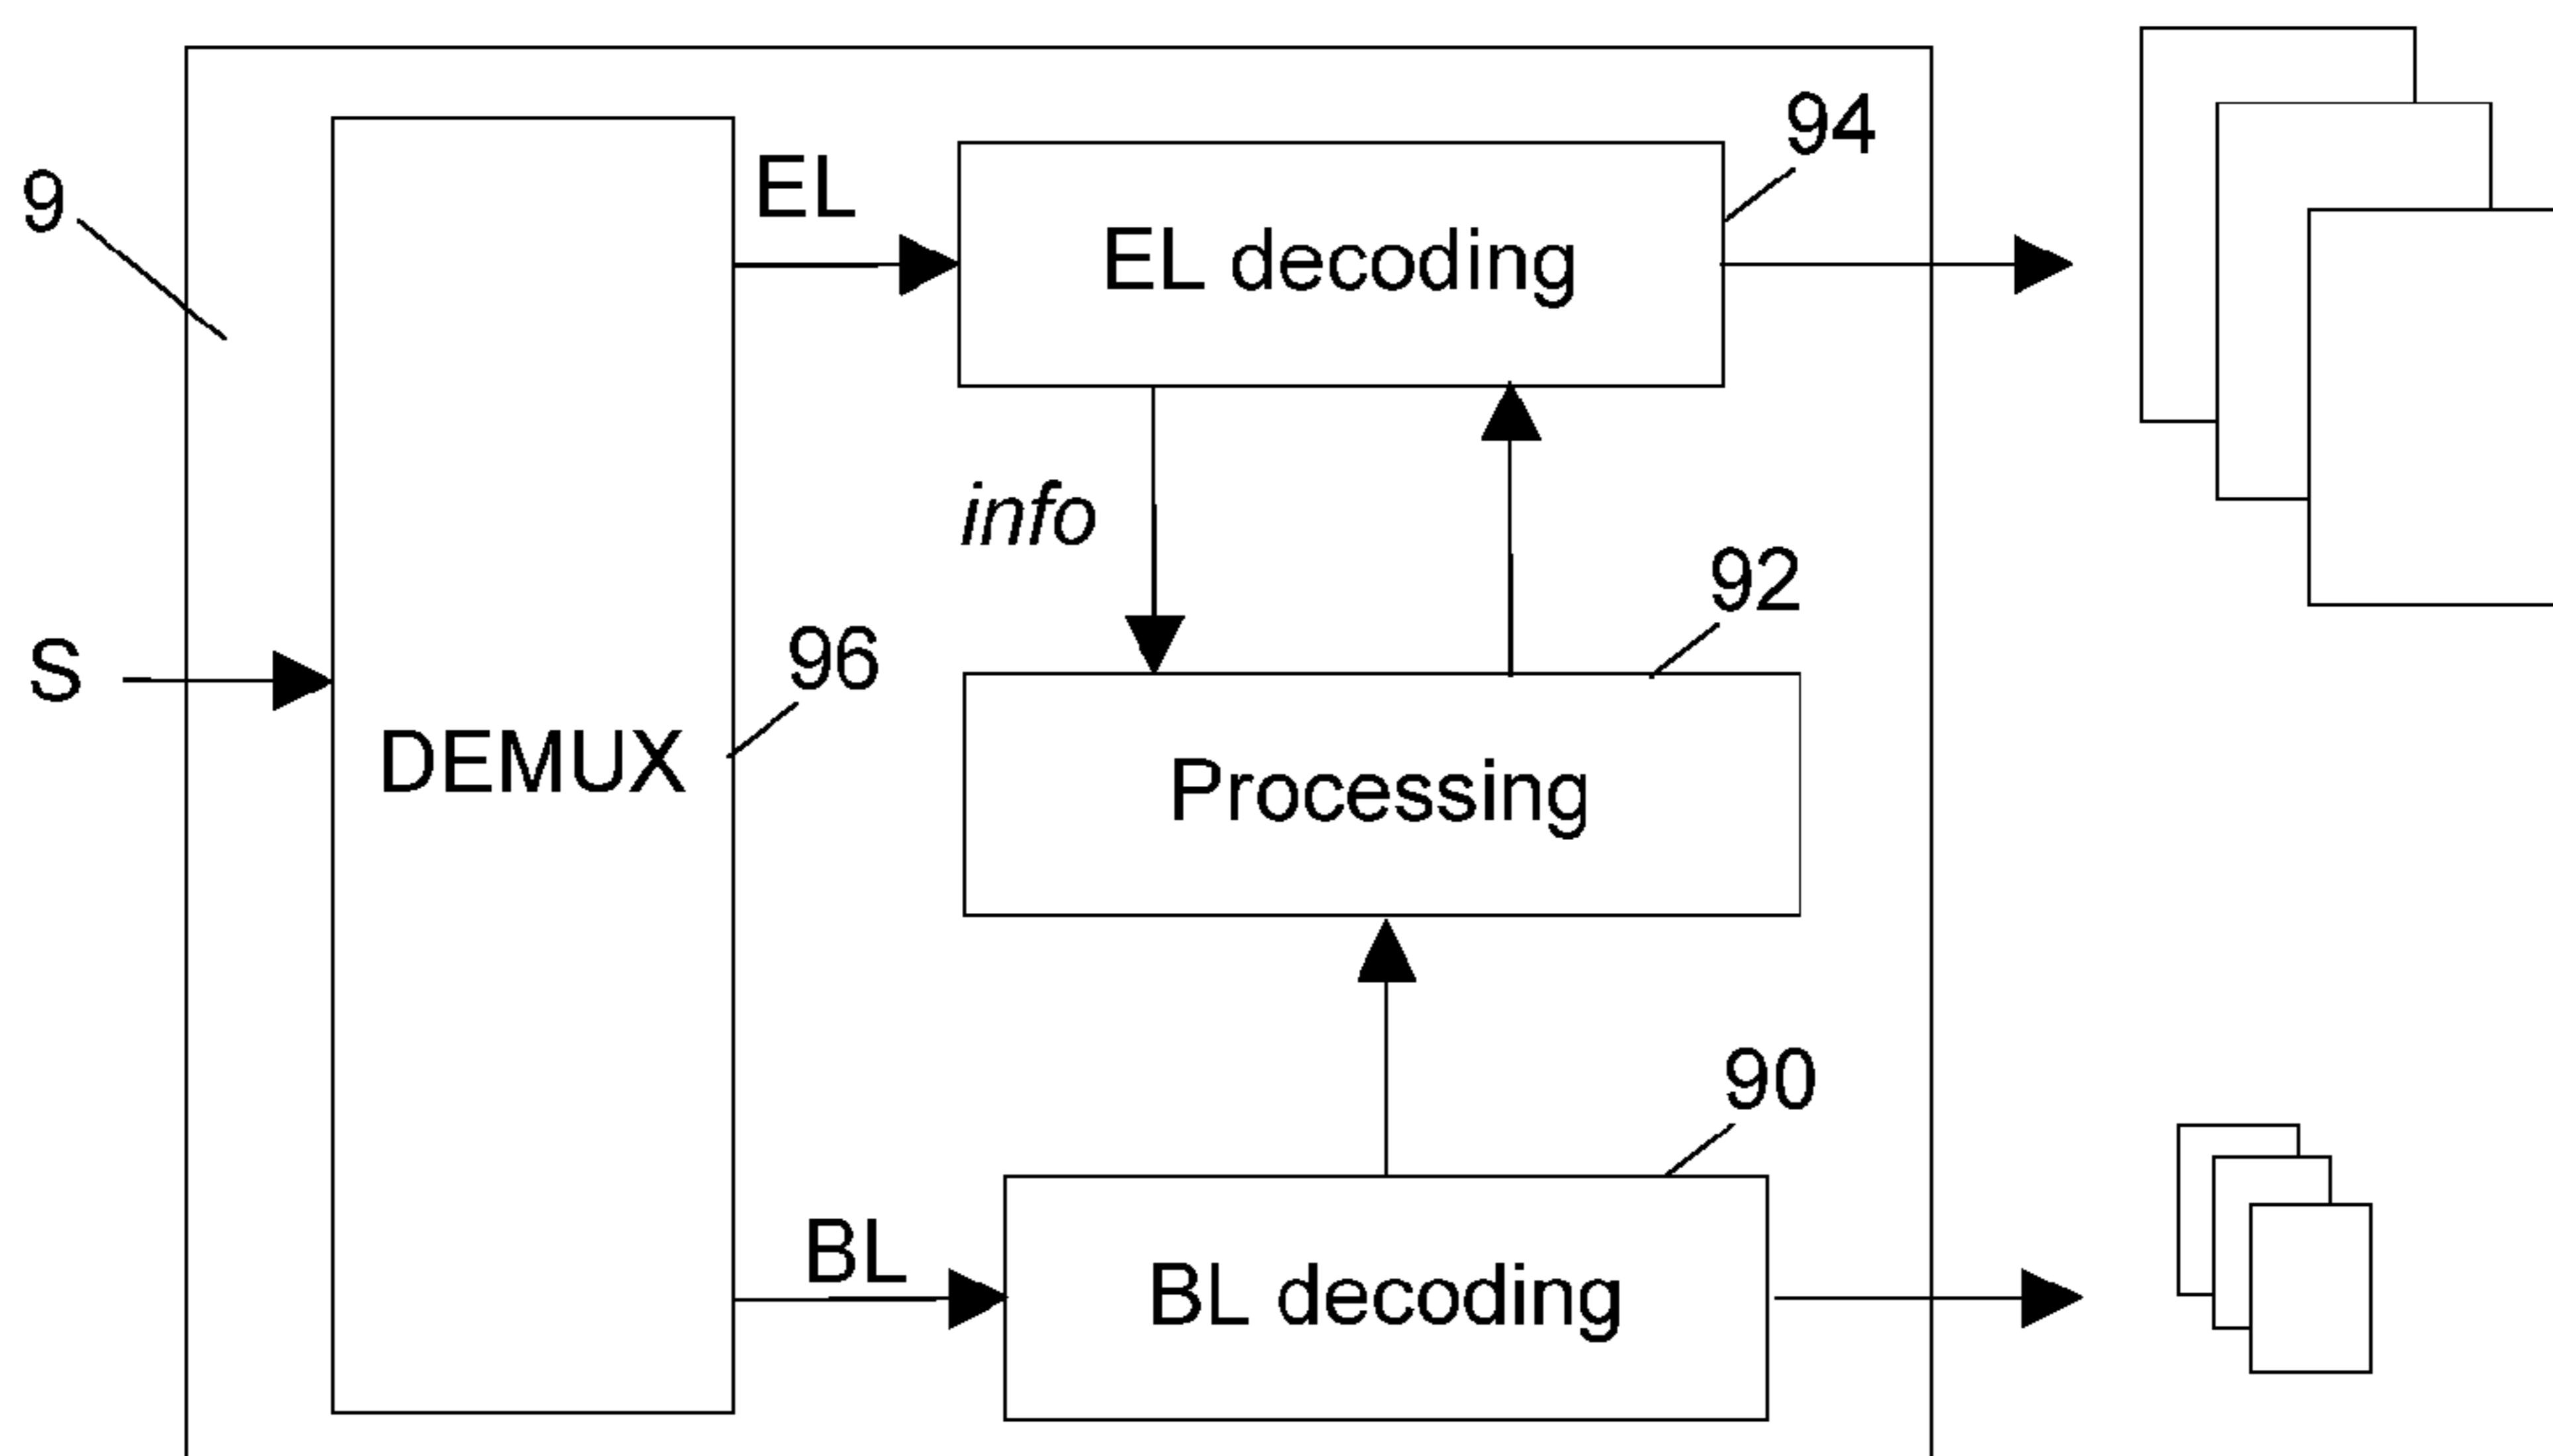 94
EL
9
EL decoding
info
92
S
96
DEMUX
Processing
90
BL
BL decoding